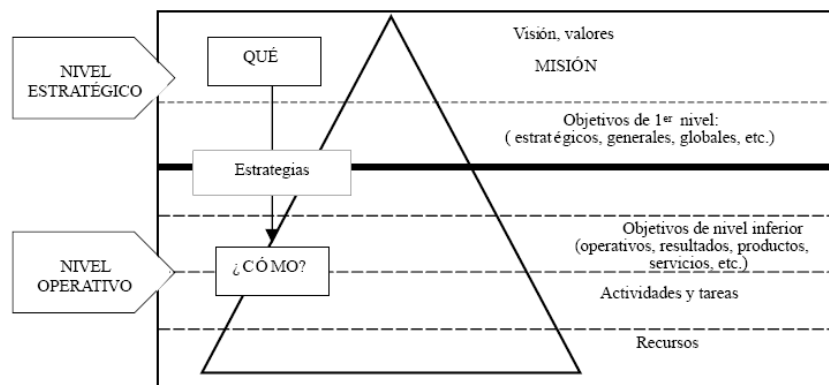 NIVEL
ESTRATÉGICO
QUÉ
Visión, valores
MISIÓN
Objetivos de 1er nivel:
( estratégicos, generales, globales, etc.)
Estrategias
NIVEL
OPERATIVO
¿CÓMO?
Objetivos de nivel inferior
(operativos, resultados, productos,
servicios, etc.)
Actividades y tareas
Recursos